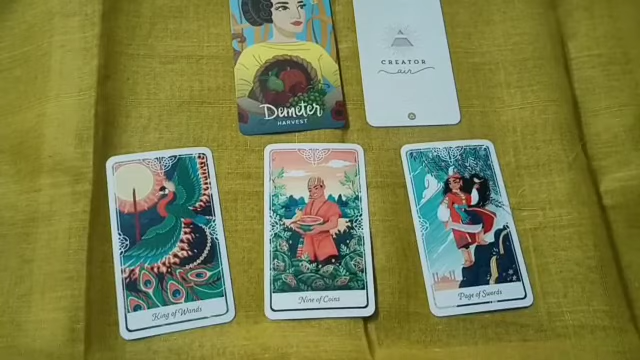 Demeter
HARVEST
CREATOR
air
King of Wands
Nine of Coins
Page of Swords